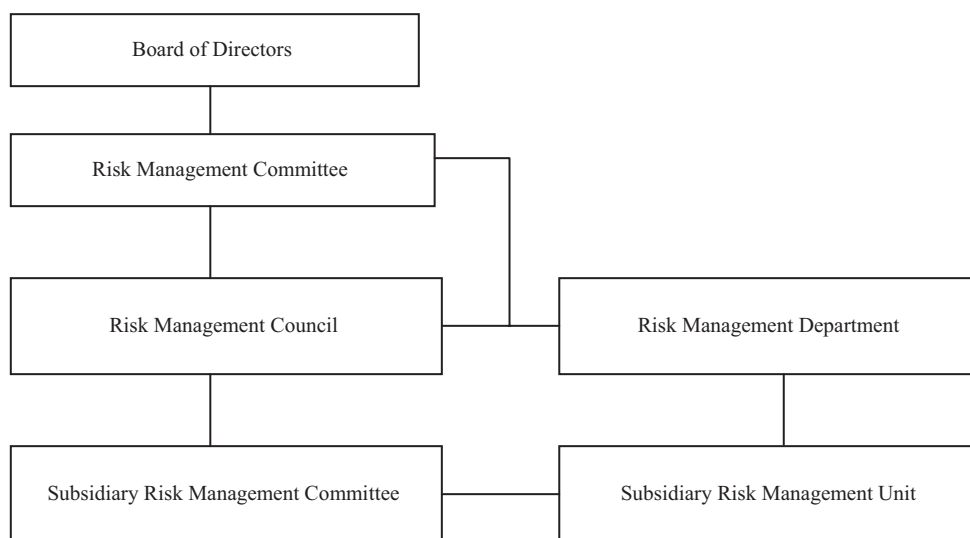 Board of Directors
Risk Management Committee
Risk Management Council
Risk Management Department
Subsidiary Risk Management Committee
Subsidiary Risk Management Unit